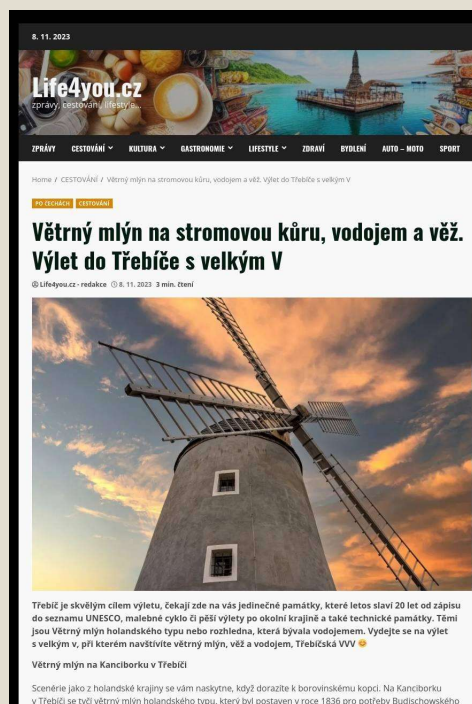 8. 11. 2023
Life4you.cz
zprávy, cestování, lifestyle...
ZPRÁVY CESTOVÁNÍ KULTURA GASTRONOMIE LIFESTYLE ZDRAVÍ BYDLENÍ AUTO – MOTO SPORT
Home / CESTOVÁNÍ / Větrný mlýn na stromovou kůru, vodojem a věž. Výlet do Třebíče s velkým V
PO ČECHÁCH CESTOVÁNÍ
Větrný mlýn na stromovou kůru, vodojem a věž.
Výlet do Třebíče s velkým V
Life4you.cz - redakce 8. 11. 2023 3 min. čtení
Třebíč je skvělým cílem výletu, čekají zde na vás jedinečné památky, které letos slaví 20 let od zápisu
do seznamu UNESCO, malebné cyklo či pěší výlety po okolní krajině a také technické památky. Těmi
jsou Větrný mlýn holandského typu nebo rozhledna, která bývala vodojemem. Vydejte se na výlet
s velkým v, při kterém navštívíte větrný mlýn, věž a vodojem, Třebíčská VVV
Větrný mlýn na Kanciborku v Třebíči
Scenérie jako z holandské krajiny se vám naskytne, když dorazíte k borovinskému kopci. Na Kanciborku
v Třebíči se tyčí větrný mlýn holandského typu, který byl postaven v roce 1836 pro potřeby Budischowského